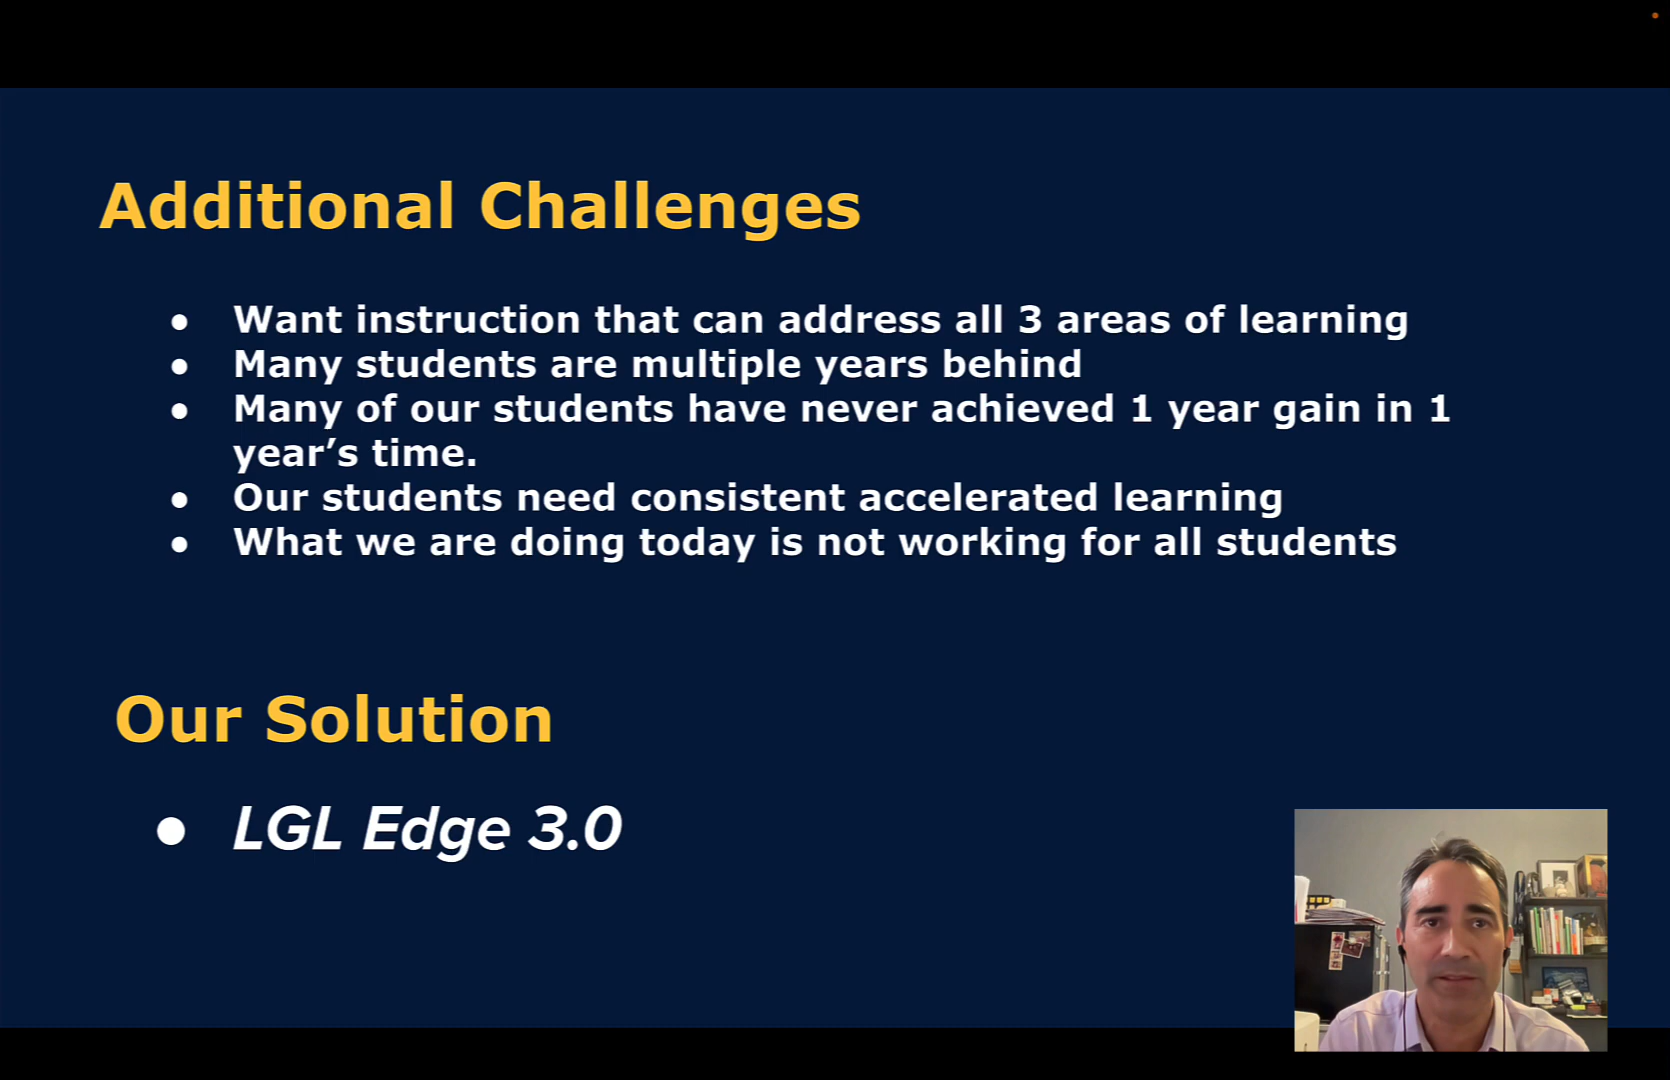 Additional Challenges
● Want instruction that can address all 3 areas of learning
● Many students are multiple years behind
● Many of our students have never achieved 1 year gain in 1
year’s time.
● Our students need consistent accelerated learning
● What we are doing today is not working for all students
Our Solution
● LGL Edge 3.0